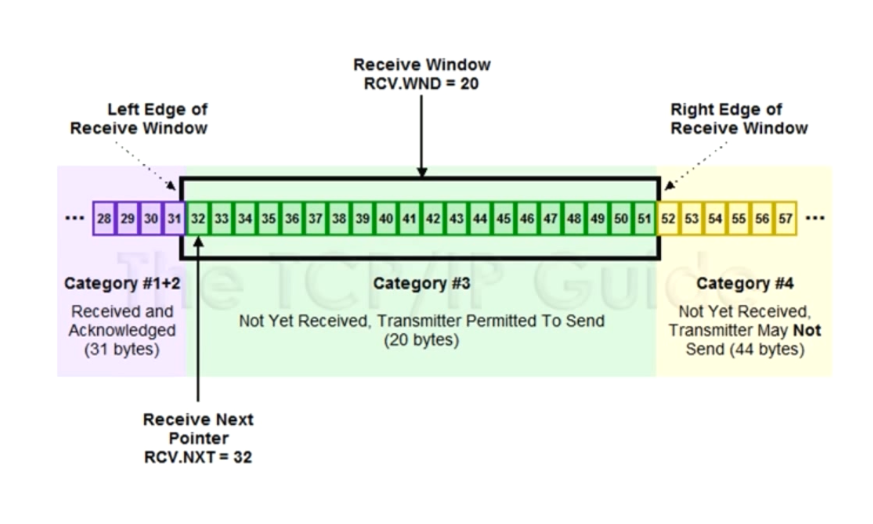 Receive Window
RCV.WND = 20
Left Edge of
Receive Window
Right Edge of
Receive Window
... 28 29 30 31 32 33 34 35 36 37 38 39 40 41 42 43 44 45 46 47 48 49 50 51 52 53 54 55 56 57 ...
The TCP/IP Guide
Category #1+2
Received and
Acknowledged
(31 bytes)
Category #3
Not Yet Received, Transmitter Permitted To Send
(20 bytes)
Category #4
Not Yet Received,
Transmitter May Not
Send (44 bytes)
Receive Next
Pointer
RCV.NXT = 32